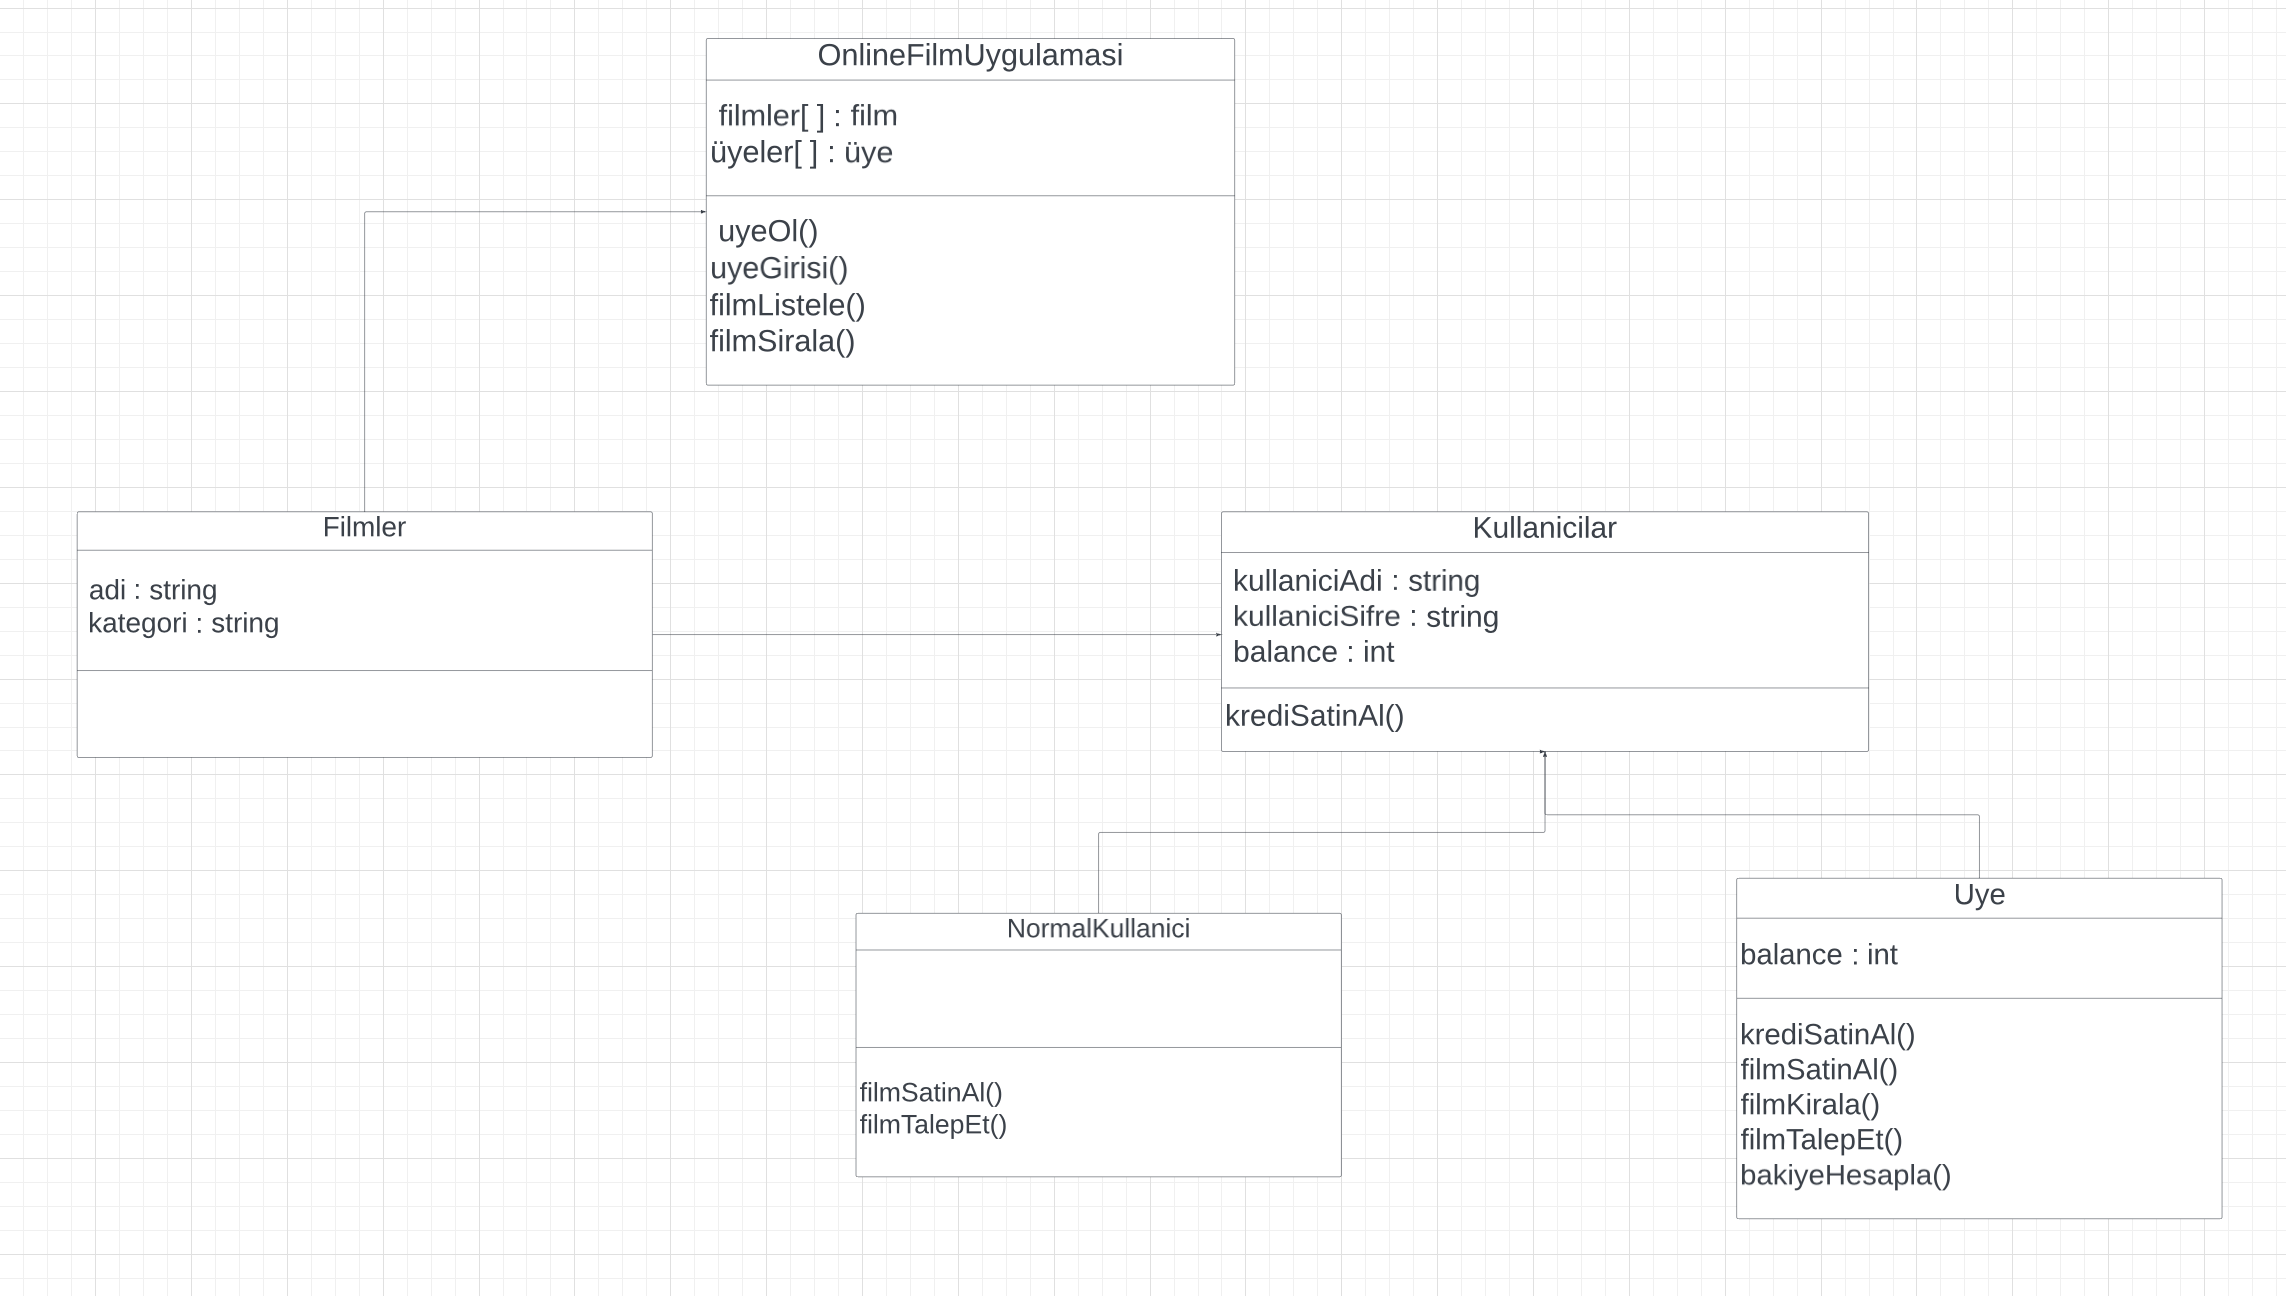 OnlineFilmUygulamasi
filmler[ ] : film
üyeler[ ] : üye
uyeOl()
uyeGirisi()
filmListele()
filmSirala()
Filmler
adi : string
kategori : string
Kullanicilar
kullaniciAdi : string
kullaniciSifre : string
balance : int
krediSatinAl()
NormalKullanici
filmSatinAl()
filmTalepEt()
Uye
balance : int
krediSatinAl()
filmSatinAl()
filmKirala()
filmTalepEt()
bakiyeHesapla()